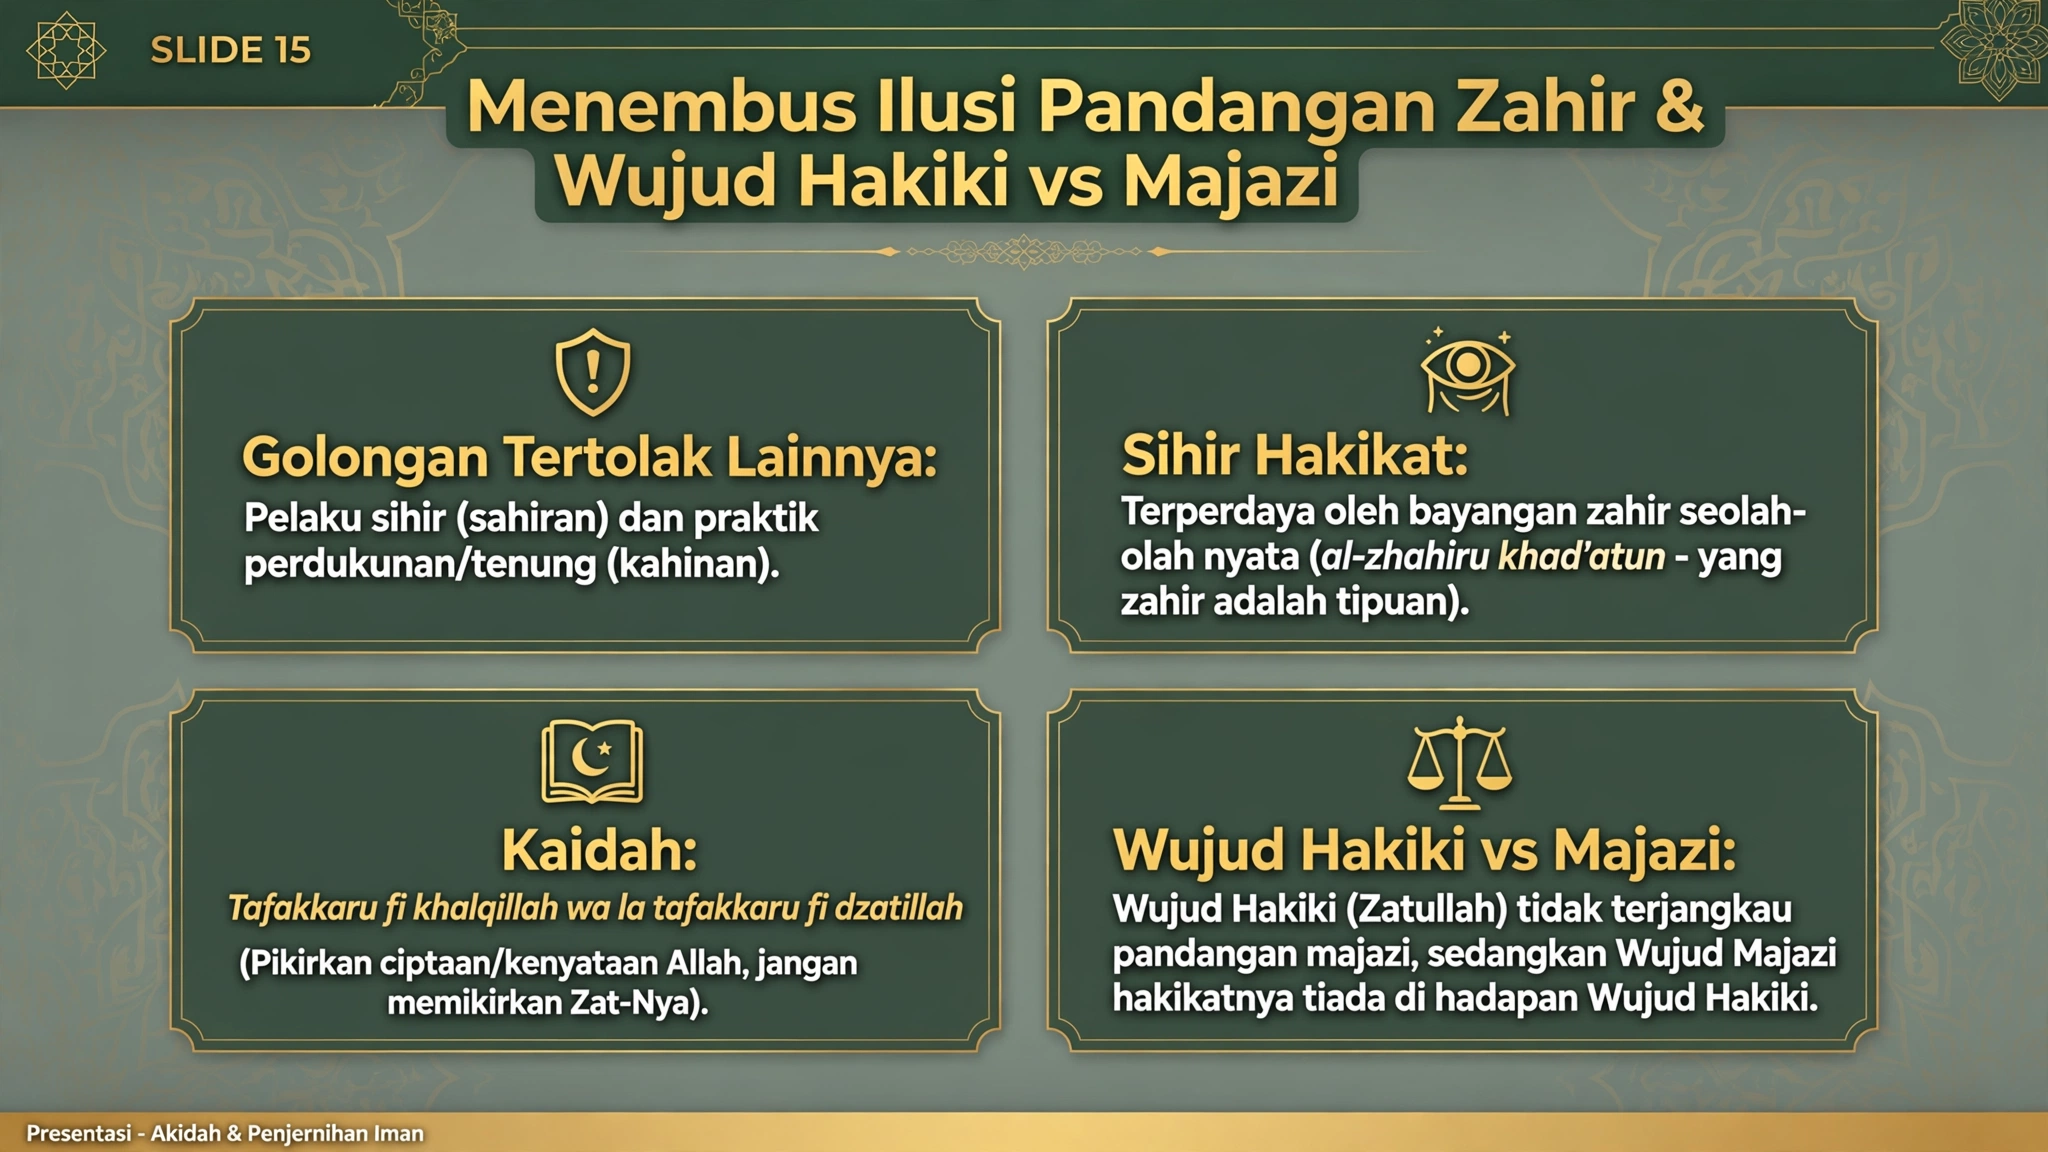 SLIDE 15
Menembus Ilusi Pandangan Zahir &
Wujud Hakiki vs Majazi
Golongan Tertolak Lainnya:
Pelaku sihir (sahiran) dan praktik
perdukunan/tenung (kahinan).
Sihir Hakikat:
Terperdaya oleh bayangan zahir seolah-
olah nyata (al-zhahiru khad’atun - yang
zahir adalah tipuan).
Kaidah:
Tafakkaru fi khalqillah wa la tafakkaru fi dzatillah
(Pikirkan ciptaan/kenyataan Allah, jangan
memikirkan Zat-Nya).
Wujud Hakiki vs Majazi:
Wujud Hakiki (Zatullah) tidak terjangkau
pandangan majazi, sedangkan Wujud Majazi
hakikatnya tiada di hadapan Wujud Hakiki.
Presentasi - Akidah & Penjernihan Iman